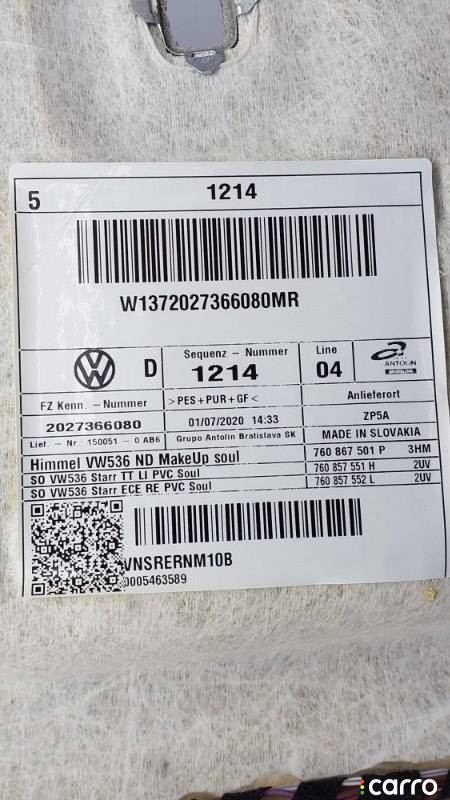 5 1214
W1372027366080MR
D Sequenz - Nummer Line
1214 04 ANTOLIN
FZ Kenn. - Nummer >PES+PUR+GF< Anlieferort
2027366080 01/07/2020 14:33 ZP5A
Lief. - Nr.: 150051 - 0 AB6 Grupo Antolin Bratislava SK MADE IN SLOVAKIA
Himmel VW536 ND MakeUp soul 760 867 501 P 3HM
SO VW536 Starr TT LI PVC Soul 760 857 551 H 2UV
SO VW536 Starr ECE RE PVC Soul 760 857 552 L 2UV
VNSRERNM10B
0005463589
carro